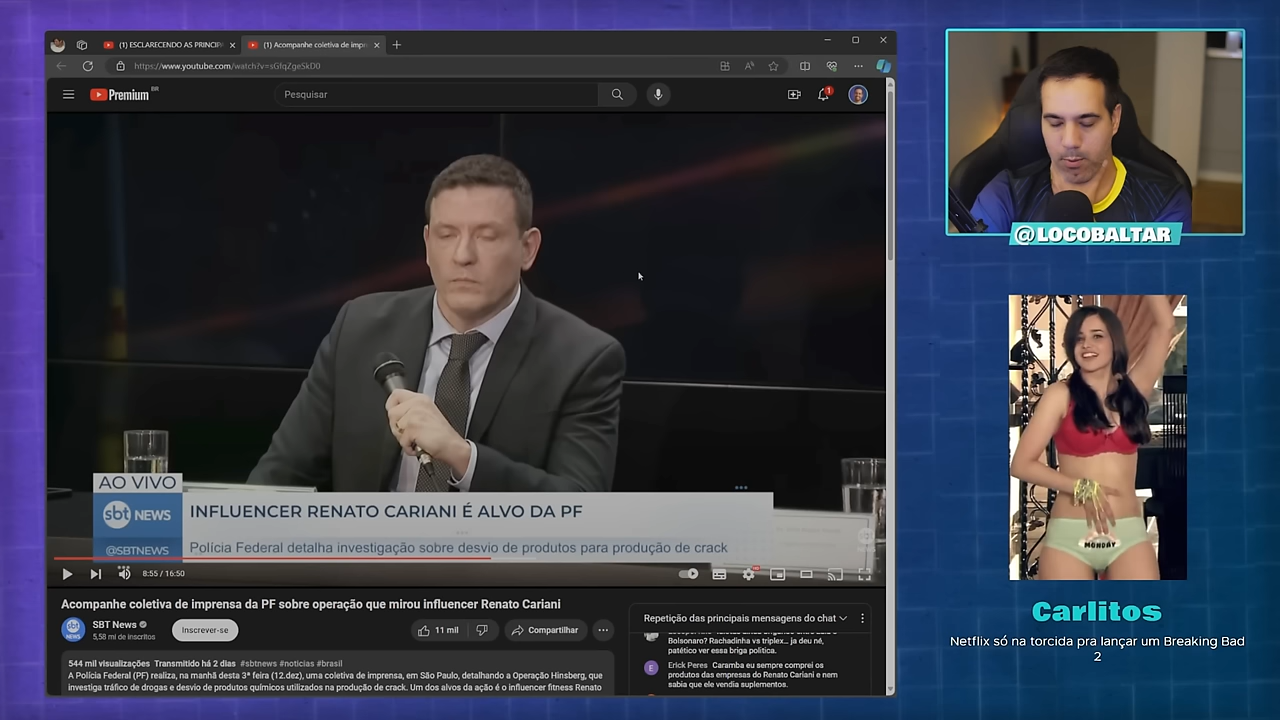 (1) ESCLARECENDO AS PRINCIP
(1) Acompanhe coletiva de impr
https://www.youtube.com/watch?v=sGfqZgeSkD0
Premium BR
Pesquisar
1
@LOCOBALTAR
AO VIVO
sbt NEWS
@SBTNEWS
INFLUENCER RENATO CARIANI É ALVO DA PF
Polícia Federal detalha investigação sobre desvio de produtos para produção de crack
8:55 / 16:50
MONDAY
Acompanhe coletiva de imprensa da PF sobre operação que mirou influencer Renato Cariani
SBT News
5,58 mi de inscritos
Inscrever-se
11 mil
Compartilhar
544 mil visualizações Transmitido há 2 dias #sbtnews #noticias #brasil
A Polícia Federal (PF) realiza, na manhã desta 3ª feira (12.dez), uma coletiva de imprensa, em São Paulo, detalhando a Operação Hinsberg, que
investiga tráfico de drogas e desvio de produtos químicos utilizados na produção de crack. Um dos alvos da ação é o influencer fitness Renato
Repetição das principais mensagens do chat
Bolsonaro? Rachadinha vs triplex... ja deu né,
patético ver essa briga politica.
E
Erick Peres Caramba eu sempre comprei os
produtos das empresas do Renato Cariani e nem
sabia que ele vendia suplementos.
Carlitos
Netflix só na torcida pra lançar um Breaking Bad
2